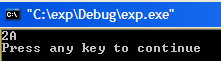 "C:\exp\Debug\exp.exe"
2A
Press any key to continue